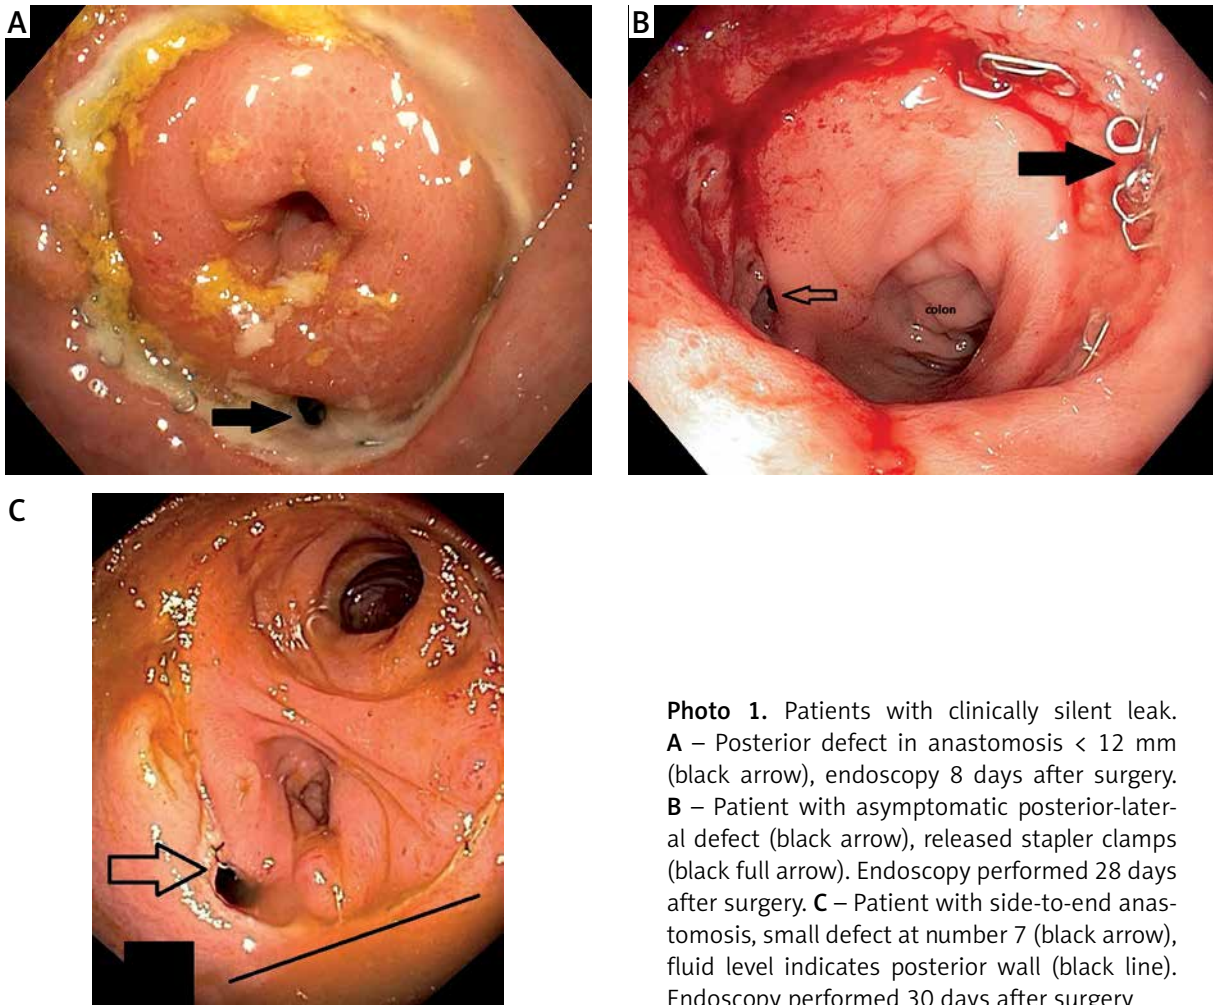 A
B
colon
C
Photo 1. Patients with clinically silent leak.
A – Posterior defect in anastomosis < 12 mm
(black arrow), endoscopy 8 days after surgery.
B – Patient with asymptomatic posterior-later-
al defect (black arrow), released stapler clamps
(black full arrow). Endoscopy performed 28 days
after surgery. C – Patient with side-to-end anas-
tomosis, small defect at number 7 (black arrow),
fluid level indicates posterior wall (black line).
Endoscopy performed 30 days after surgery